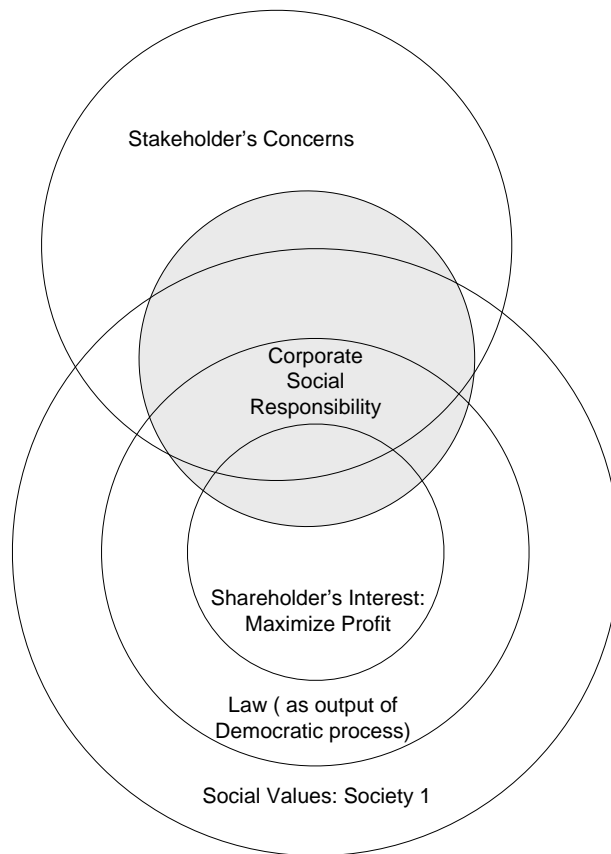 Stakeholder’s Concerns
Corporate
Social
Responsibility
Shareholder’s Interest:
Maximize Profit
Law ( as output of
Democratic process)
Social Values: Society 1